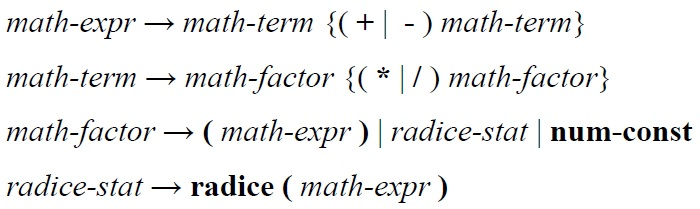 math-expr → math-term {( + | - ) math-term}
math-term → math-factor {( * | / ) math-factor}
math-factor → ( math-expr ) | radice-stat | num-const
radice-stat → radice ( math-expr )